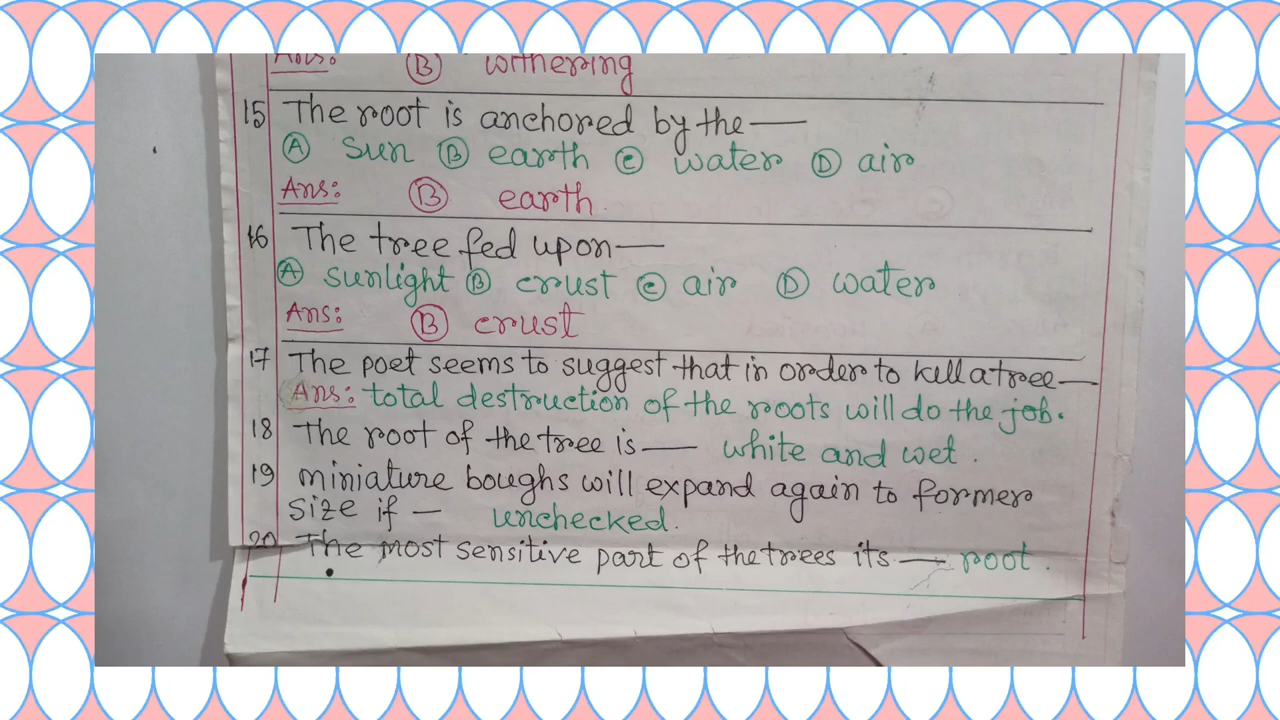 Ans: Ⓑ withering
15 The root is anchored by the —
Ⓐ sun Ⓑ earth Ⓒ water Ⓓ air
Ans: Ⓑ earth.
16 The tree fed upon —
Ⓐ sunlight Ⓑ crust Ⓒ air Ⓓ water
Ans: Ⓑ crust
17 The poet seems to suggest that in order to kill a tree —
Ans: total destruction of the roots will do the job.
18 The root of the tree is — white and wet.
19 miniature boughs will expand again to former
size if — unchecked.
20 The most sensitive part of the trees its — root.